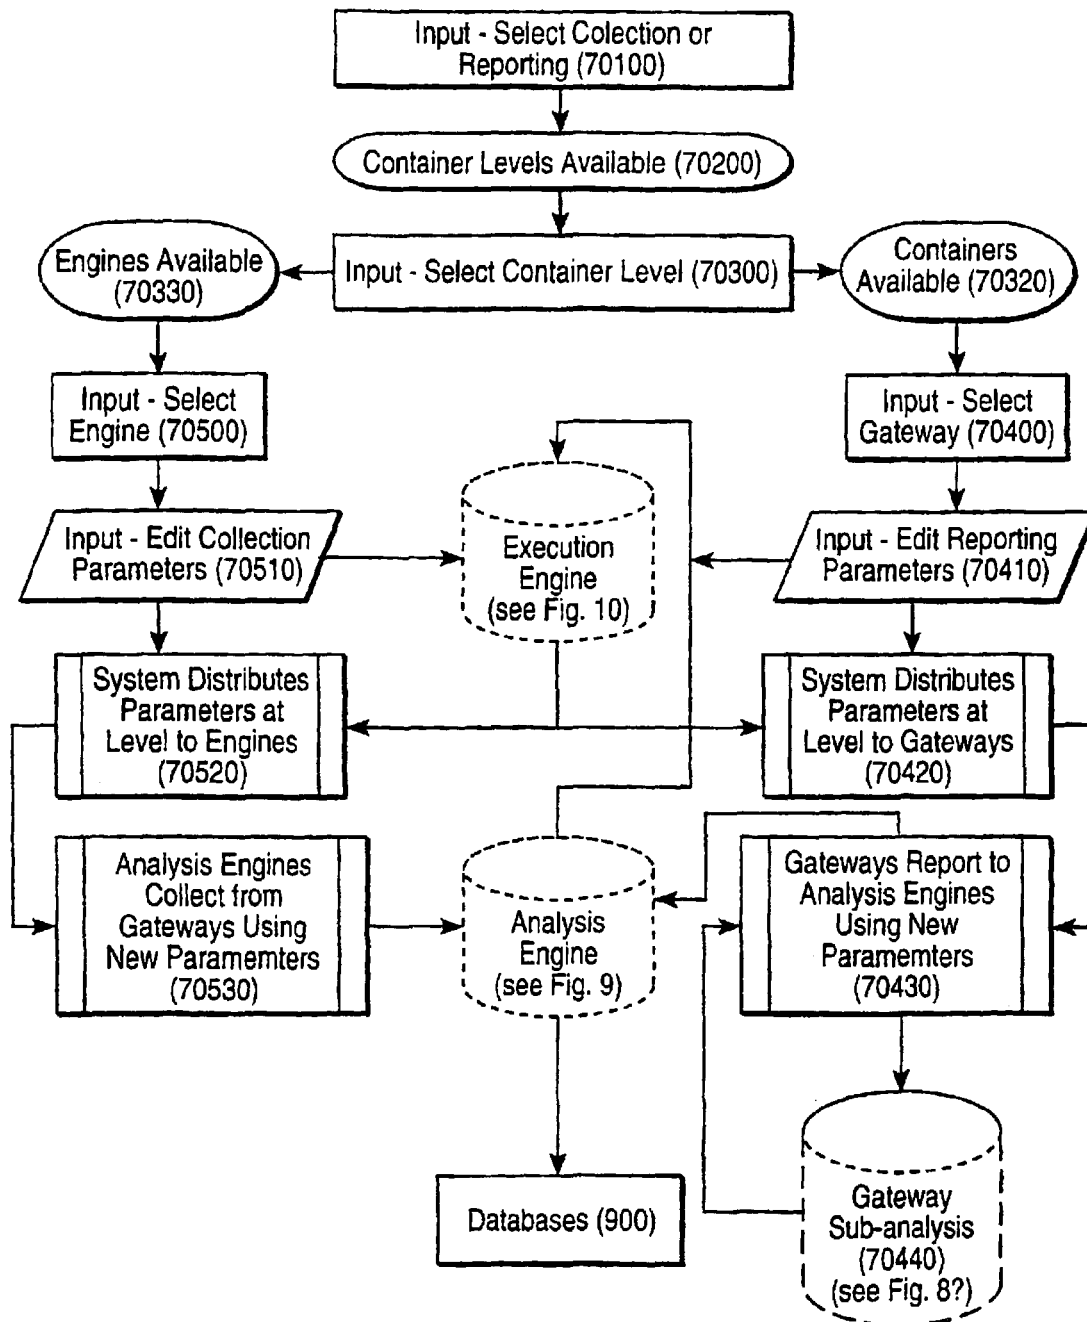 Input - Select Colection or
Reporting (70100)
Container Levels Available (70200)
Engines Available
(70330)
Input - Select Container Level (70300)
Containers
Available (70320)
Input - Select
Engine (70500)
Input - Select
Gateway (70400)
Input - Edit Collection
Parameters (70510)
Execution
Engine
(see Fig. 10)
Input - Edit Reporting
Parameters (70410)
System Distributes
Parameters at
Level to Engines
(70520)
System Distributes
Parameters at
Level to Gateways
(70420)
Analysis Engines
Collect from
Gateways Using
New Paramemters
(70530)
Analysis
Engine
(see Fig. 9)
Gateways Report to
Analysis Engines
Using New
Paramemters
(70430)
Databases (900)
Gateway
Sub-analysis
(70440)
(see Fig. 8?)